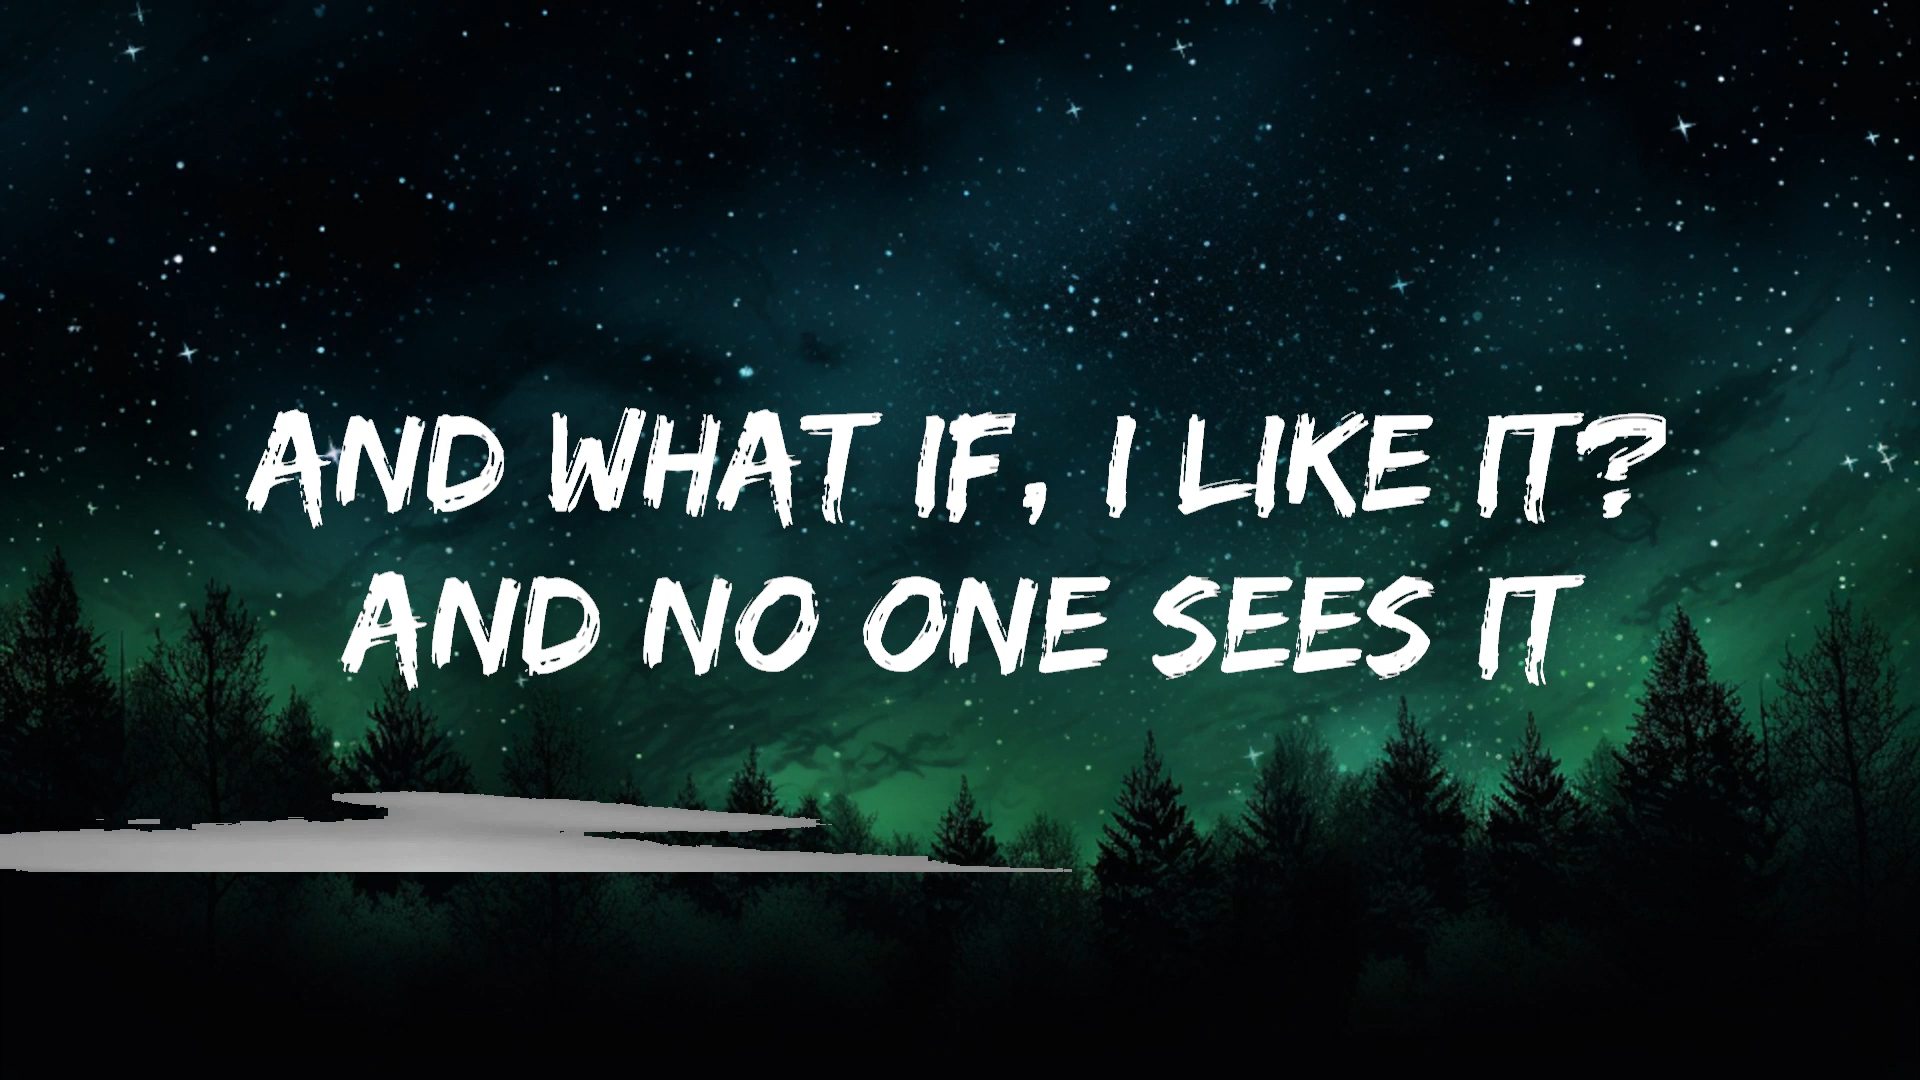 AND WHAT IF, I LIKE IT?
AND NO ONE SEES IT